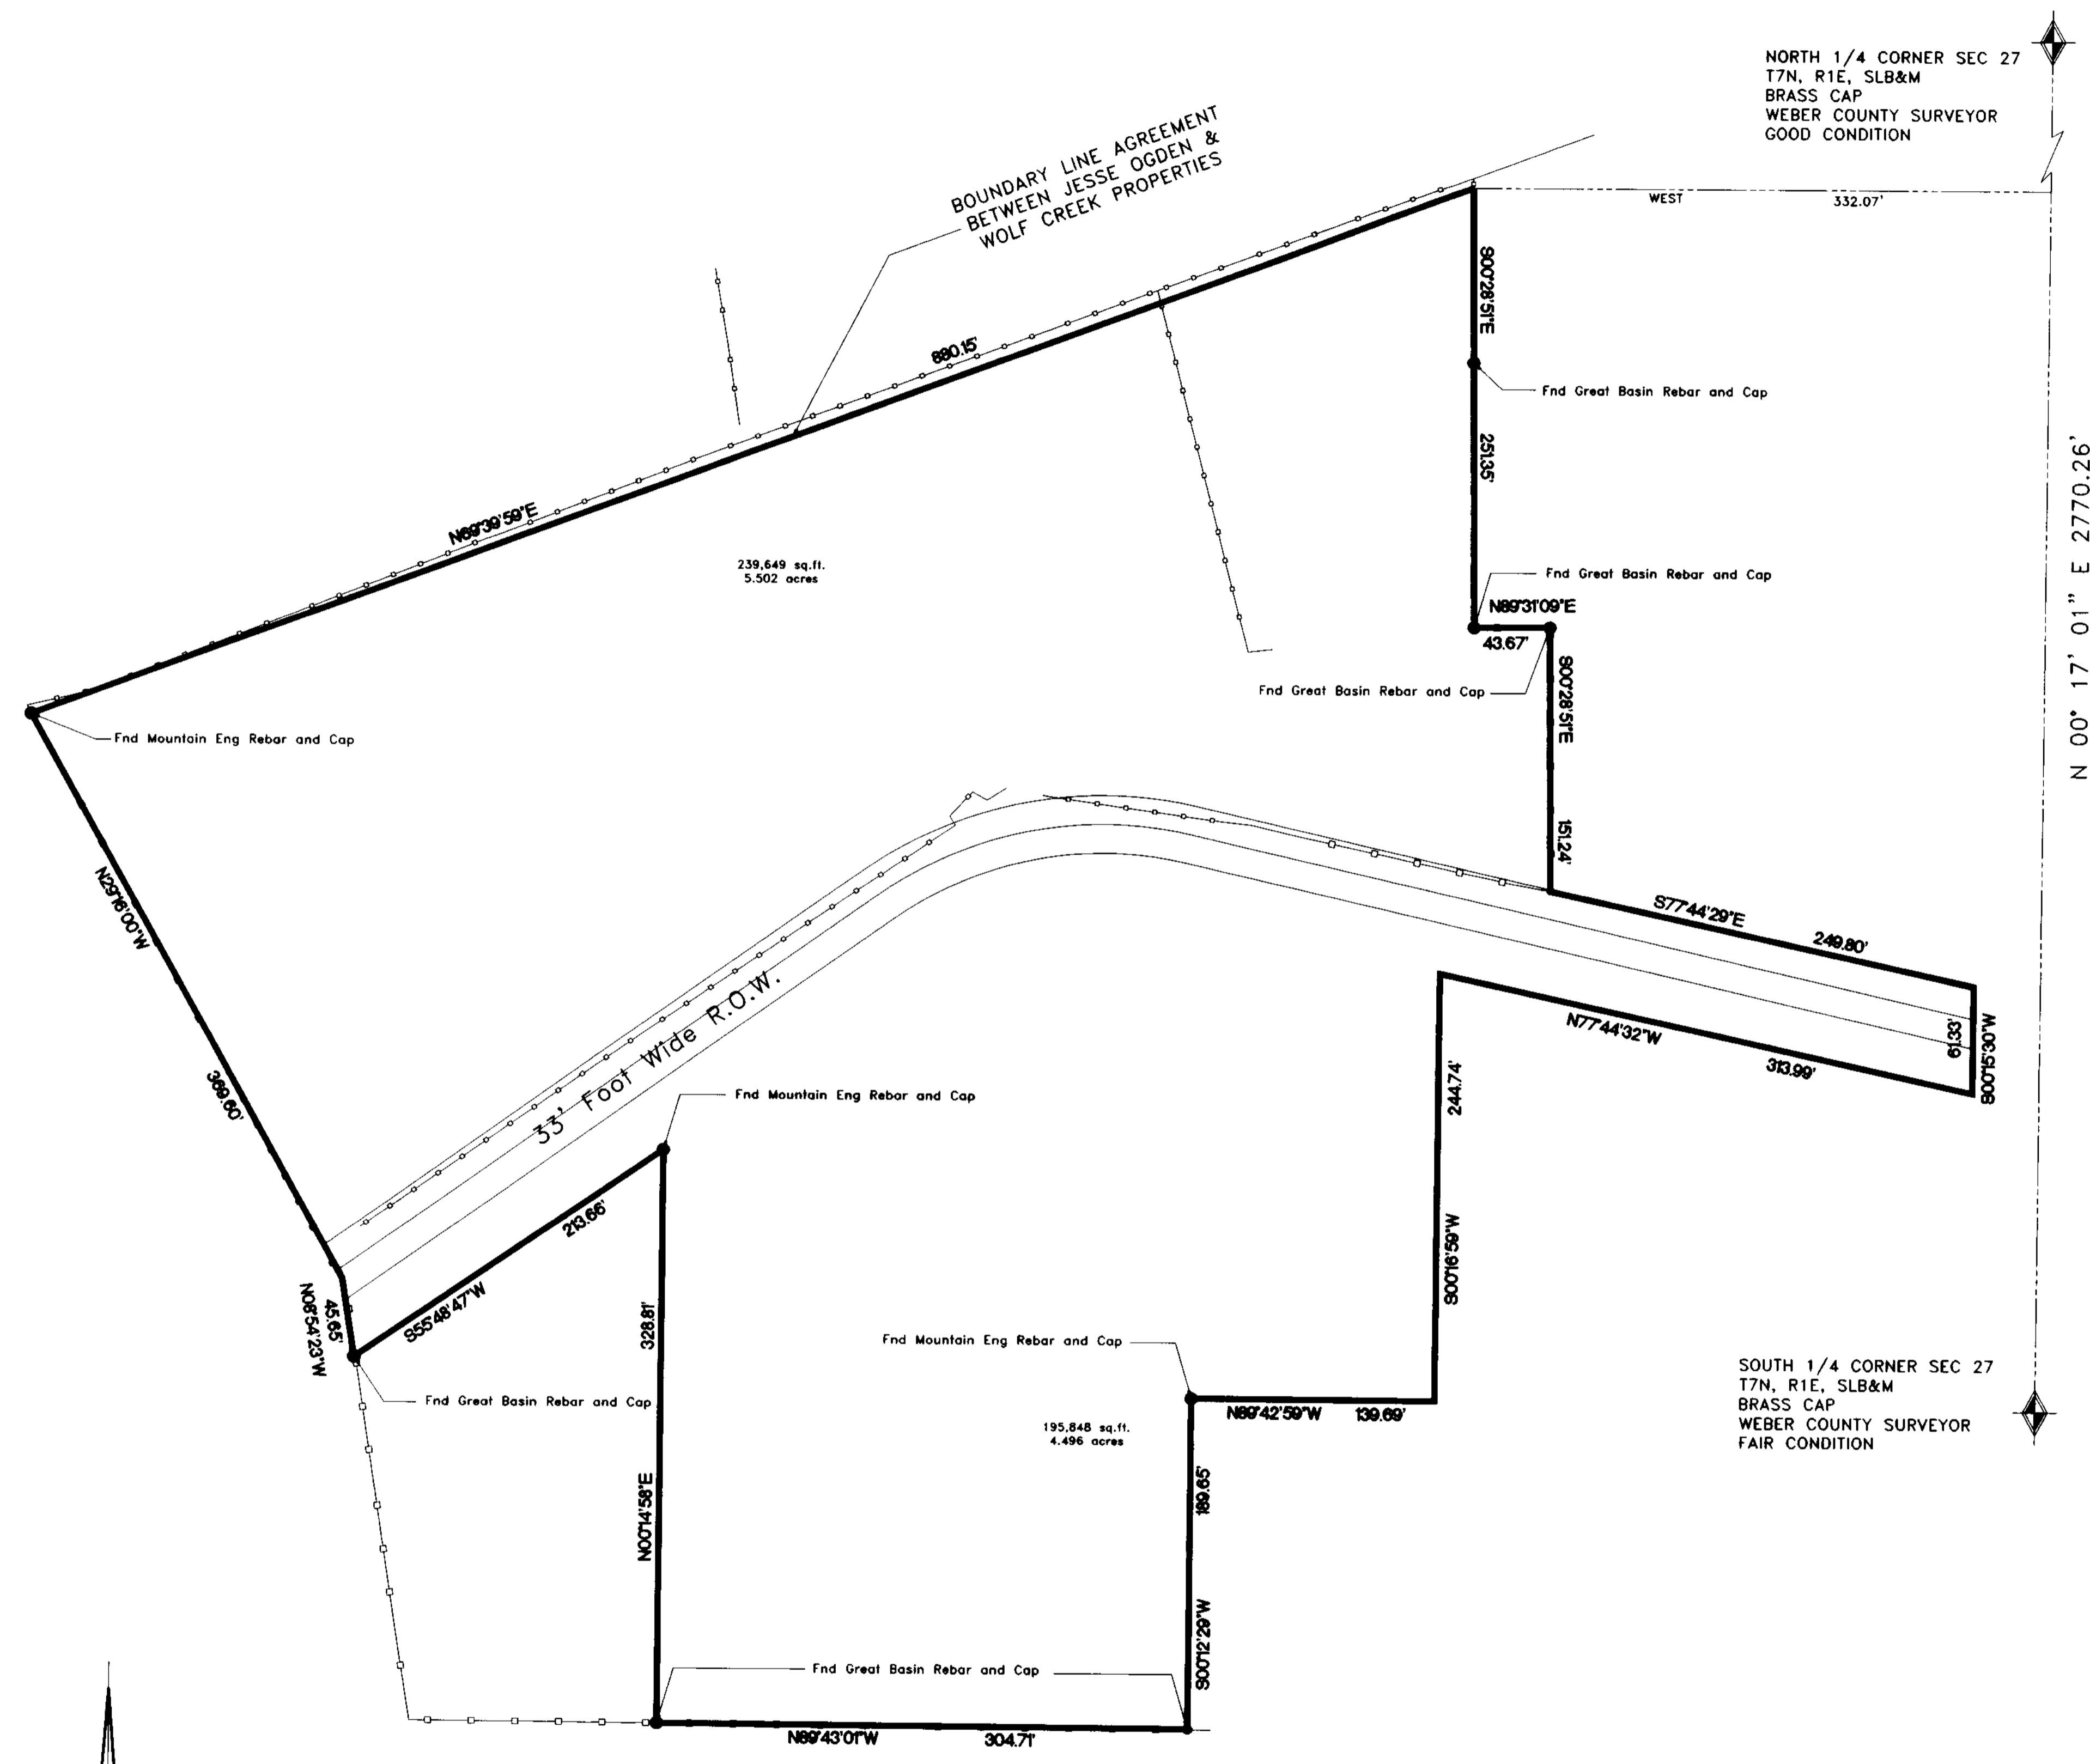 NORTH 1/4 CORNER SEC 27
T7N, R1E, SLB&M
BRASS CAP
WEBER COUNTY SURVEYOR
GOOD CONDITION
BOUNDARY LINE AGREEMENT
BETWEEN JESSE OGDEN &
WOLF CREEK PROPERTIES
WEST 332.07'
S00°28'51"E
880.15'
Fnd Great Basin Rebar and Cap
251.35'
N 00° 17' 01" E 2770.26'
N69°39'59"E
239,649 sq.ft.
5.502 acres
Fnd Great Basin Rebar and Cap
N89°31'09"E
43.67'
S00°28'51"E
Fnd Great Basin Rebar and Cap
Fnd Mountain Eng Rebar and Cap
151.24'
N29°16'00"W
S77°44'29"E
249.80'
33' Foot Wide R.O.W.
N77°44'32"W
313.99'
61.33'
S00°15'30"W
369.60'
244.74'
Fnd Mountain Eng Rebar and Cap
213.66'
S55°48'47"W
S00°16'59"W
45.65'
N08°54'23"W
328.81'
Fnd Mountain Eng Rebar and Cap
Fnd Great Basin Rebar and Cap
N89°42'59"W 139.69'
195,848 sq.ft.
4.496 acres
SOUTH 1/4 CORNER SEC 27
T7N, R1E, SLB&M
BRASS CAP
WEBER COUNTY SURVEYOR
FAIR CONDITION
189.65'
N00°14'58"E
S00°12'29"W
Fnd Great Basin Rebar and Cap
N89°43'01"W 304.71'